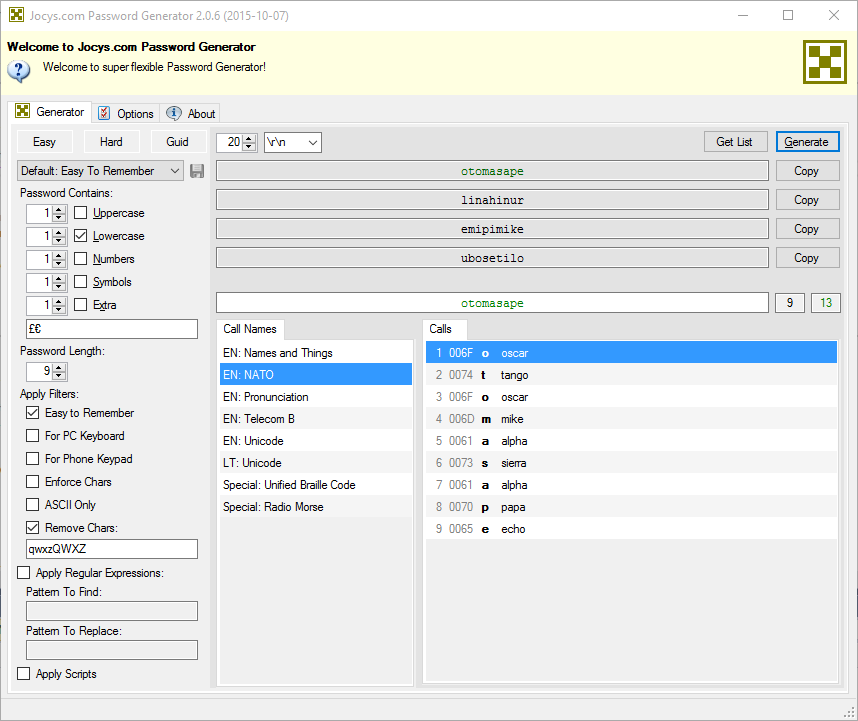 Jocys.com Password Generator 2.0.6 (2015-10-07)
Welcome to Jocys.com Password Generator
Welcome to super flexible Password Generator!
Generator Options About
Easy Hard Guid
20 \r\n Get List Generate
Default: Easy To Remember
otomasape Copy
linahinur Copy
emipimike Copy
ubosetilo Copy
Password Contains:
1 Uppercase
1 Lowercase
1 Numbers
1 Symbols
1 Extra
£€
Password Length:
9
Apply Filters:
Easy to Remember
For PC Keyboard
For Phone Keypad
Enforce Chars
ASCII Only
Remove Chars:
qwxzQWXZ
Apply Regular Expressions:
Pattern To Find:
Pattern To Replace:
Apply Scripts
otomasape 9 13
Call Names
EN: Names and Things
EN: NATO
EN: Pronunciation
EN: Telecom B
EN: Unicode
LT: Unicode
Special: Unified Braille Code
Special: Radio Morse
Calls
1 006F o oscar
2 0074 t tango
3 006F o oscar
4 006D m mike
5 0061 a alpha
6 0073 s sierra
7 0061 a alpha
8 0070 p papa
9 0065 e echo